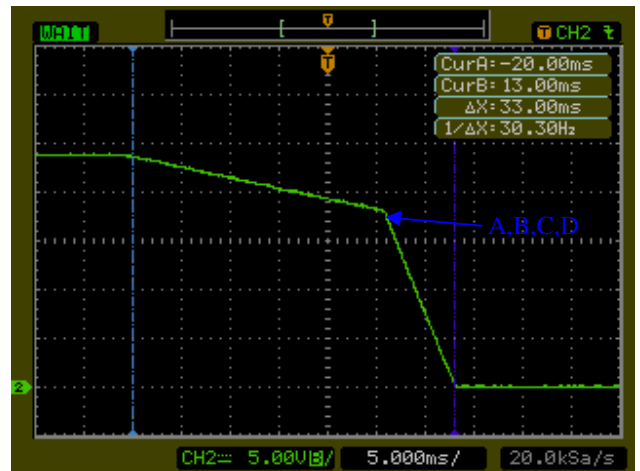 WAIT
T
T CH2
T
CurA:-20.00ms
CurB: 13.00ms
ΔX: 33.00ms
1/ΔX: 30.30Hz
A,B,C,D
2
CH2 5.00V B/ 5.000ms/ 20.0kSa/s